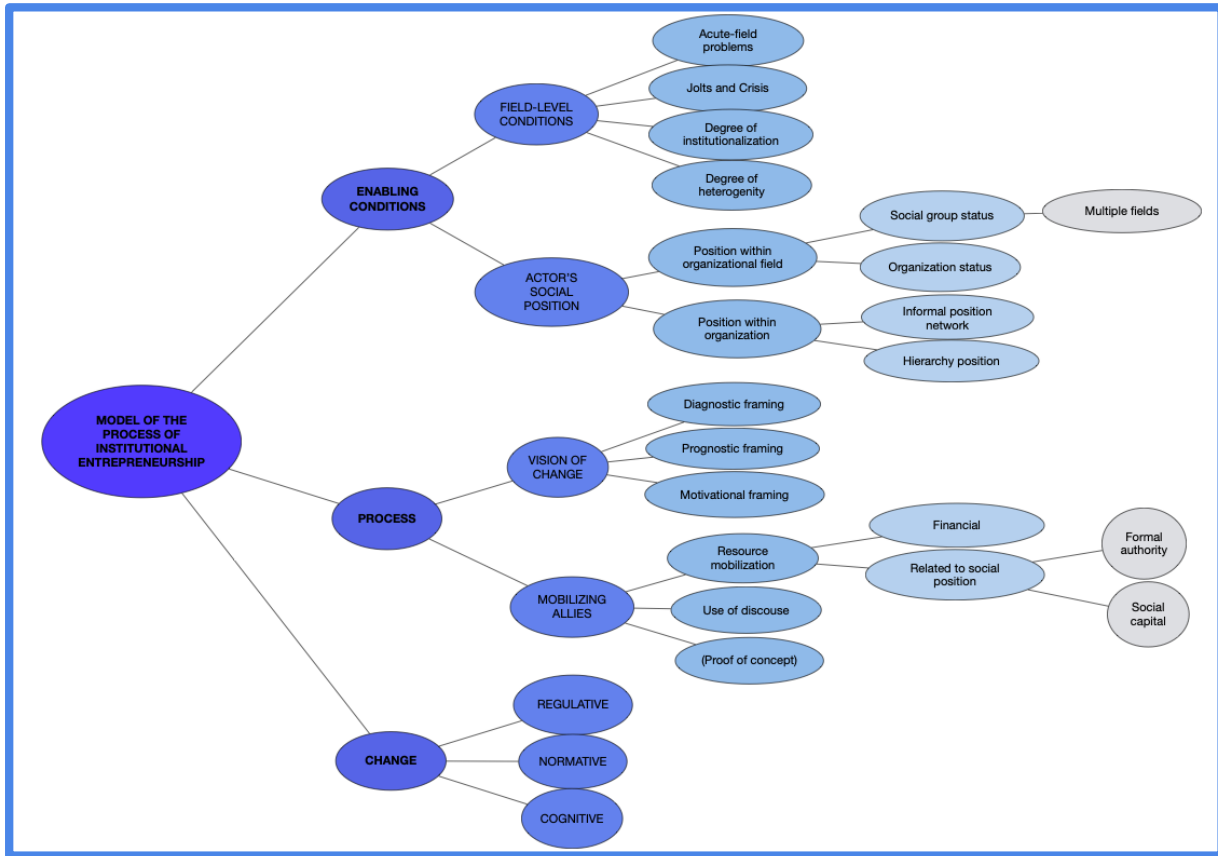 Acute-field
problems
Jolts and Crisis
FIELD-LEVEL
CONDITIONS
Degree of
institutionalization
Degree of
heterogenity
ENABLING
CONDITIONS
Social group status
Multiple fields
Position within
organizational field
Organization status
ACTOR'S
SOCIAL
POSITION
Informal position
network
Position within
organization
Hierarchy position
MODEL OF THE
PROCESS OF
INSTITUTIONAL
ENTREPRENEURSHIP
Diagnostic framing
VISION OF
CHANGE
Prognostic framing
Motivational framing
PROCESS
Financial
Formal
authority
Resource
mobilization
Related to social
position
MOBILIZING
ALLIES
Use of discouse
Social
capital
(Proof of concept)
REGULATIVE
CHANGE
NORMATIVE
COGNITIVE